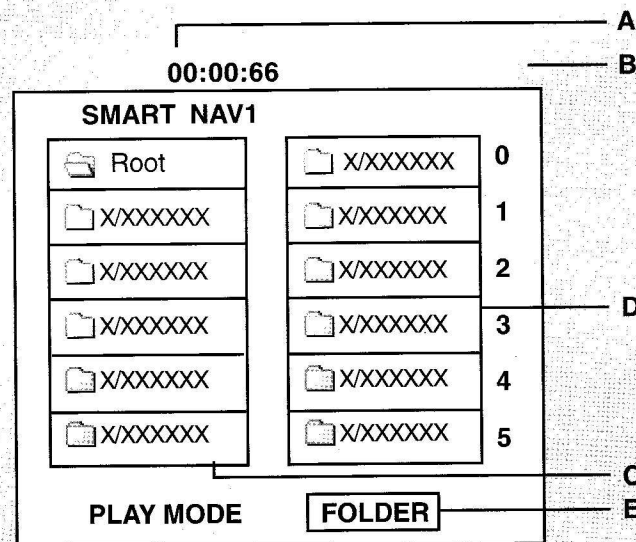 A
B
00:00:66
SMART NAV1
Root
X/XXXXXX
0
X/XXXXXX
X/XXXXXX
1
X/XXXXXX
X/XXXXXX
2
X/XXXXXX
X/XXXXXX
3
D
X/XXXXXX
X/XXXXXX
4
X/XXXXXX
X/XXXXXX
5
C
PLAY MODE
FOLDER
E